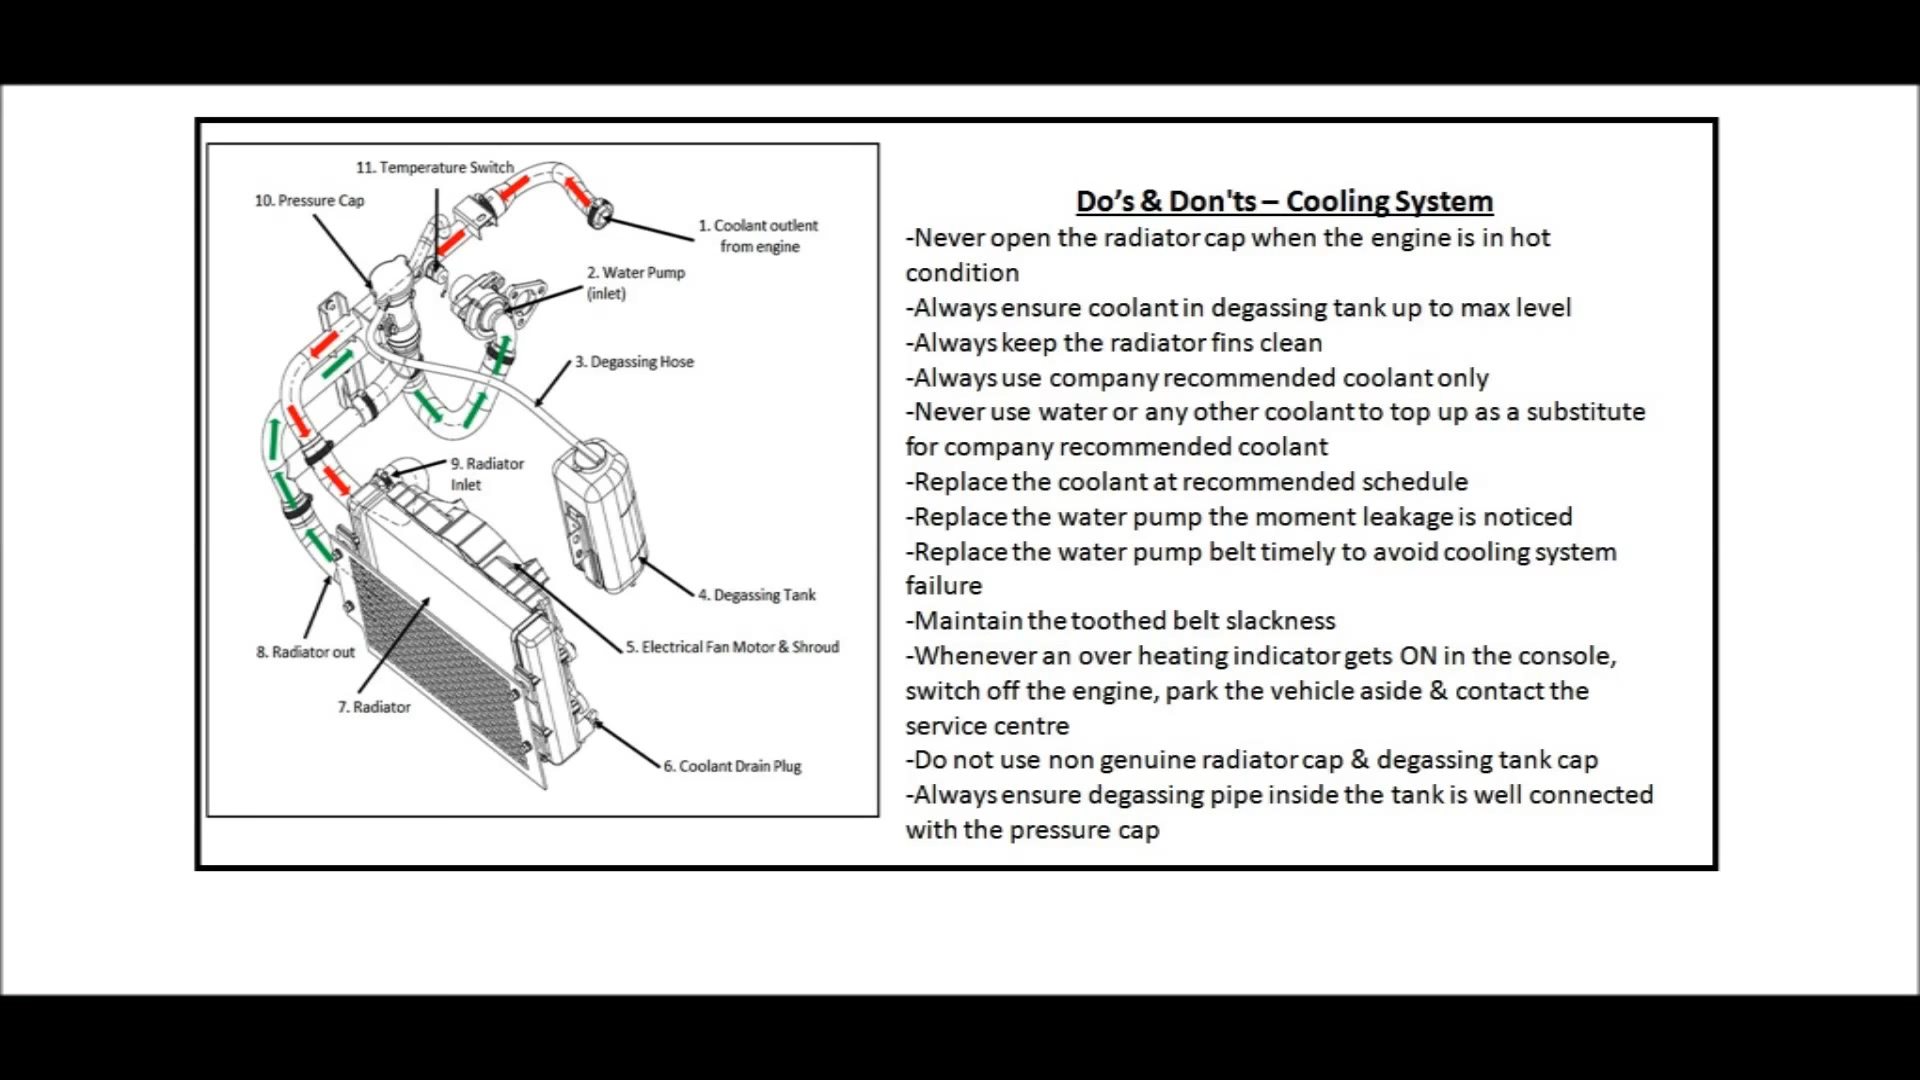 11. Temperature Switch
10. Pressure Cap
1. Coolant outlent
from engine
2. Water Pump
(inlet)
3. Degassing Hose
9. Radiator
Inlet
4. Degassing Tank
5. Electrical Fan Motor & Shroud
8. Radiator out
7. Radiator
6. Coolant Drain Plug
Do's & Don'ts – Cooling System
-Never open the radiator cap when the engine is in hot
condition
-Always ensure coolant in degassing tank up to max level
-Always keep the radiator fins clean
-Always use company recommended coolant only
-Never use water or any other coolant to top up as a substitute
for company recommended coolant
-Replace the coolant at recommended schedule
-Replace the water pump the moment leakage is noticed
-Replace the water pump belt timely to avoid cooling system
failure
-Maintain the toothed belt slackness
-Whenever an over heating indicator gets ON in the console,
switch off the engine, park the vehicle aside & contact the
service centre
-Do not use non genuine radiator cap & degassing tank cap
-Always ensure degassing pipe inside the tank is well connected
with the pressure cap